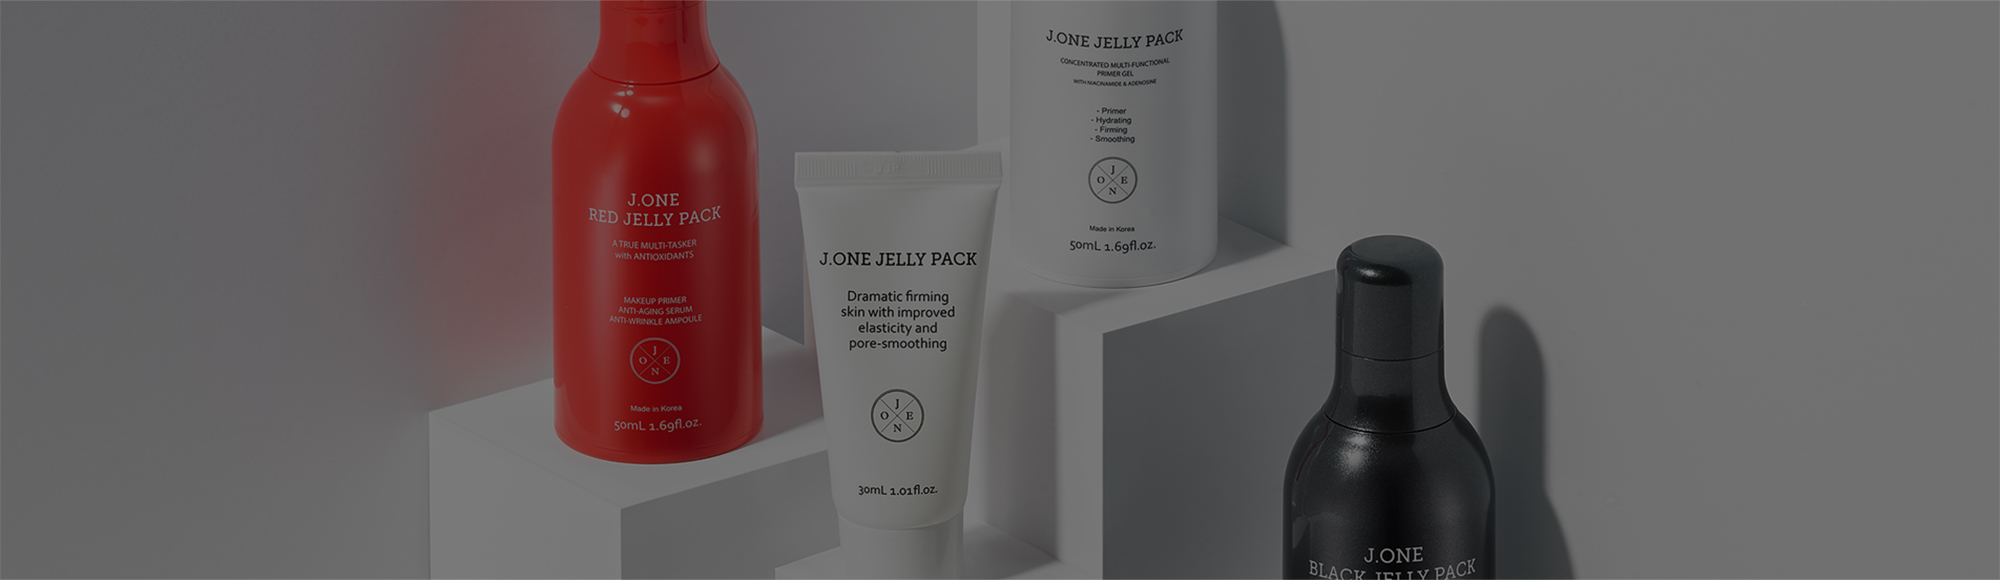 J.ONE
RED JELLY PACK
A TRUE MULTI-TASKER
with ANTIOXIDANTS
MAKEUP PRIMER
ANTI-AGING SERUM
ANTI-WRINKLE AMPOULE
J
O E
N
Made in Korea
50mL 1.69fl.oz.
J.ONE JELLY PACK
Dramatic firming
skin with improved
elasticity and
pore-smoothing
J
O E
N
30mL 1.01fl.oz.
J.ONE JELLY PACK
CONCENTRATED MULTI-FUNCTIONAL
PRIMER GEL
WITH NIACINAMIDE & ADENOSINE
- Primer
- Hydrating
- Firming
- Smoothing
J
O E
N
Made in Korea
50mL 1.69fl.oz.
J.ONE
BLACK JELLY PACK